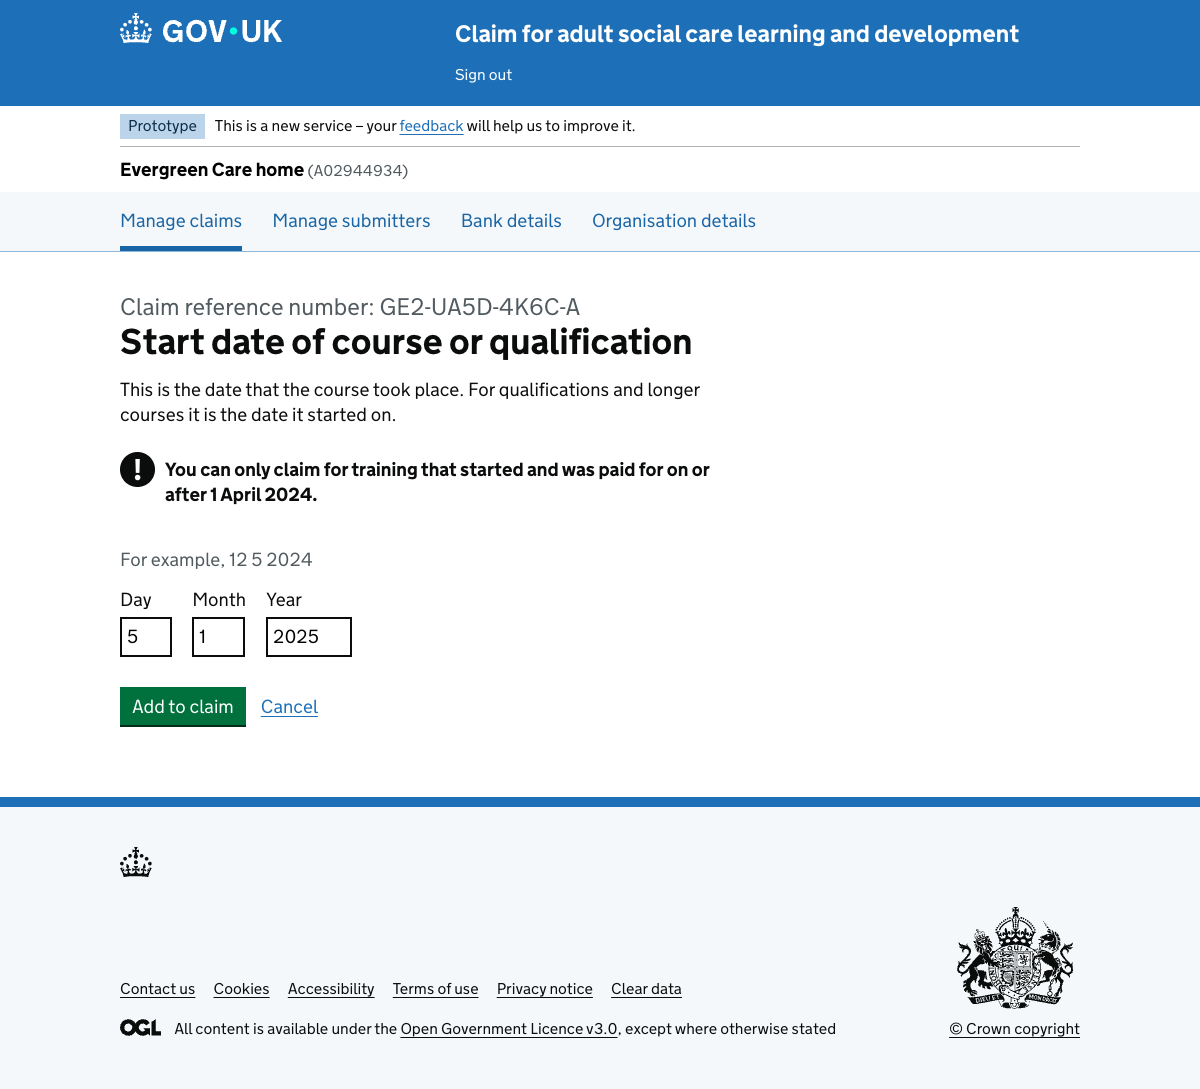 GOV·UK
Claim for adult social care learning and development
Sign out
Prototype This is a new service – your feedback will help us to improve it.
Evergreen Care home (A02944934)
Manage claims Manage submitters Bank details Organisation details
Claim reference number: GE2-UA5D-4K6C-A
Start date of course or qualification
This is the date that the course took place. For qualifications and longer
courses it is the date it started on.
! You can only claim for training that started and was paid for on or
after 1 April 2024.
For example, 12 5 2024
Day Month Year
5 1 2025
Add to claim Cancel
Contact us Cookies Accessibility Terms of use Privacy notice Clear data
OGL All content is available under the Open Government Licence v3.0, except where otherwise stated
© Crown copyright